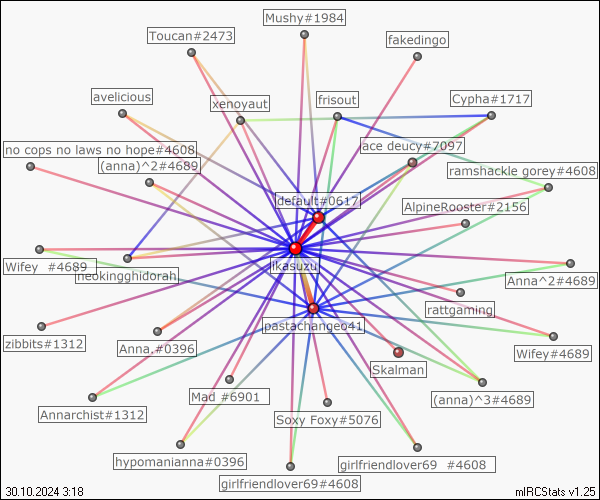 Mushy#1984
Toucan#2473
fakedingo
avelicious
xenoyaut
frisout
Cypha#1717
no cops no laws no hope#4608
ace deucy#7097
(anna)^2#4689
ramshackle gorey#4608
default#0617
AlpineRooster#2156
ikasuzu
Wifey #4689
neokingghidorah
Anna^2#4689
rattgaming
pastachangeo41
zibbits#1312
Anna.#0396
Wifey#4689
Skalman
Mad #6901
(anna)^3#4689
Annarchist#1312
Soxy Foxy#5076
hypomanianna#0396
girlfriendlover69 #4608
girlfriendlover69#4608
30.10.2024 3:18
mIRCStats v1.25